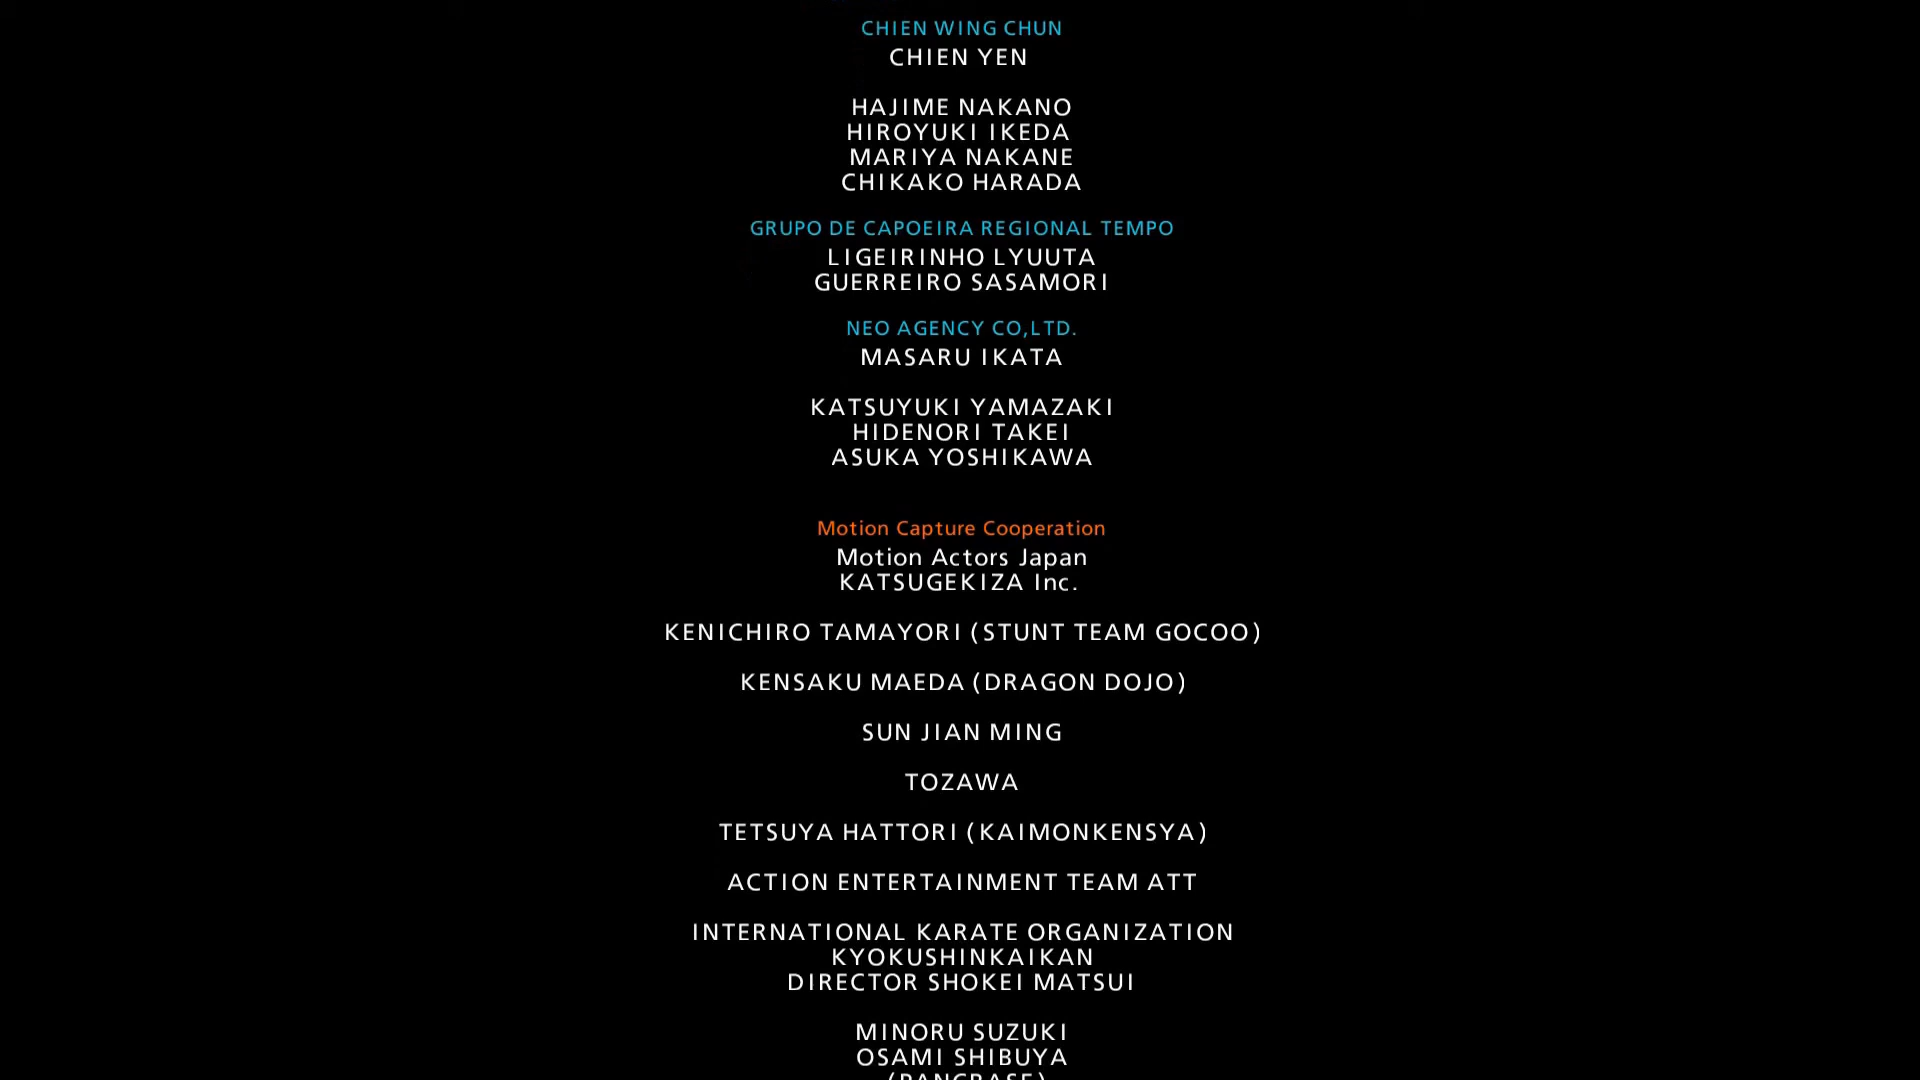 CHIEN WING CHUN
CHIEN YEN
HAJIME NAKANO
HIROYUKI IKEDA
MARIYA NAKANE
CHIKAKO HARADA
GRUPO DE CAPOEIRA REGIONAL TEMPO
LIGEIRINHO LYUUTA
GUERREIRO SASAMORI
NEO AGENCY CO,LTD.
MASARU IKATA
KATSUYUKI YAMAZAKI
HIDENORI TAKEI
ASUKA YOSHIKAWA
Motion Capture Cooperation
Motion Actors Japan
KATSUGEKIZA Inc.
KENICHIRO TAMAYORI (STUNT TEAM GOCOO)
KENSAKU MAEDA (DRAGON DOJO)
SUN JIAN MING
TOZAWA
TETSUYA HATTORI (KAIMONKENSYA)
ACTION ENTERTAINMENT TEAM ATT
INTERNATIONAL KARATE ORGANIZATION
KYOKUSHINKAIKAN
DIRECTOR SHOKEI MATSUI
MINORU SUZUKI
OSAMI SHIBUYA
(PANCRASE)